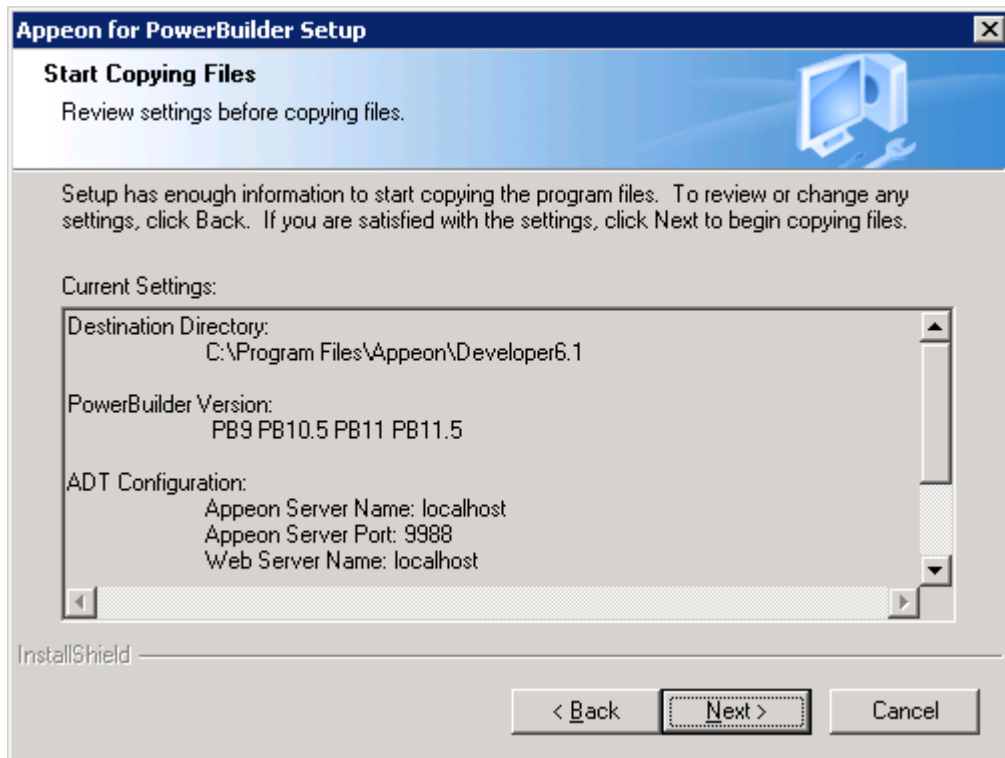 Appeon for PowerBuilder Setup
Start Copying Files
Review settings before copying files.
Setup has enough information to start copying the program files.  To review or change any
settings, click Back.  If you are satisfied with the settings, click Next to begin copying files.
Current Settings:
Destination Directory:
C:\Program Files\Appeon\Developer6.1
PowerBuilder Version:
PB9 PB10.5 PB11 PB11.5
ADT Configuration:
Appeon Server Name: localhost
Appeon Server Port: 9988
Web Server Name: localhost
InstallShield
< Back
Next >
Cancel